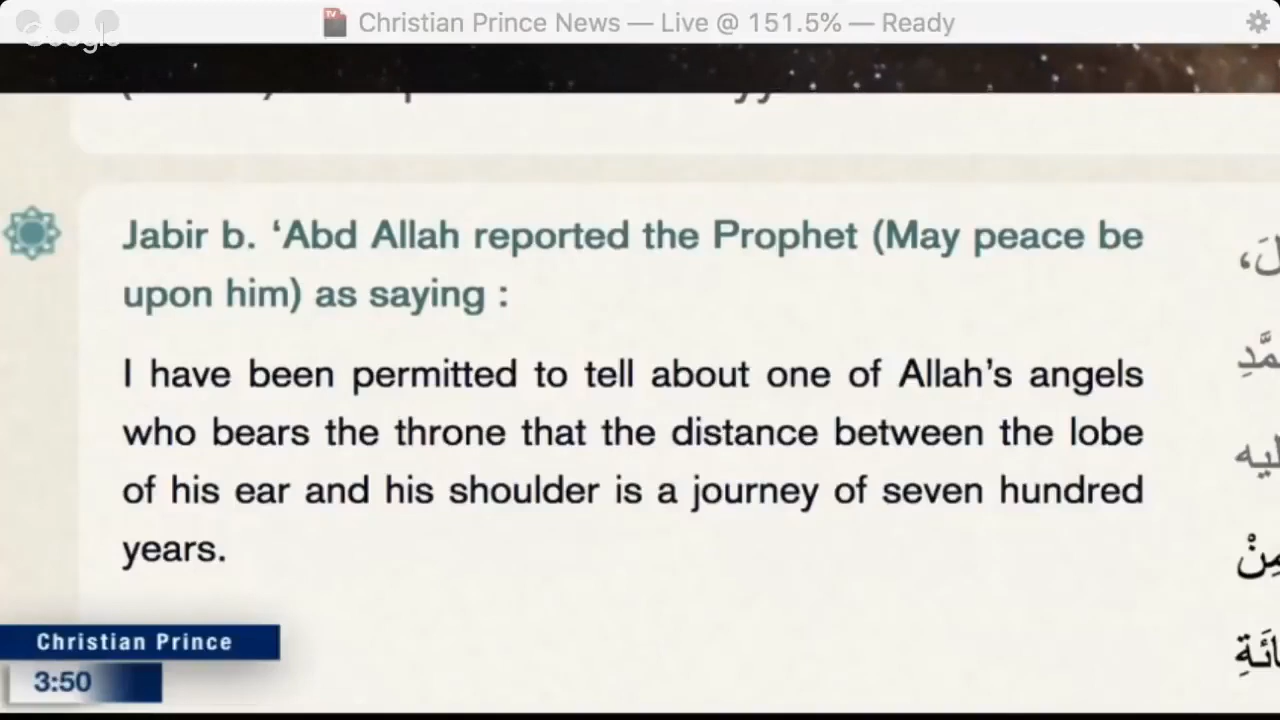 Christian Prince News — Live @ 151.5% — Ready
Google
Jabir b. ‘Abd Allah reported the Prophet (May peace be
upon him) as saying :
I have been permitted to tell about one of Allah’s angels
who bears the throne that the distance between the lobe
of his ear and his shoulder is a journey of seven hundred
years.
Christian Prince
3:50